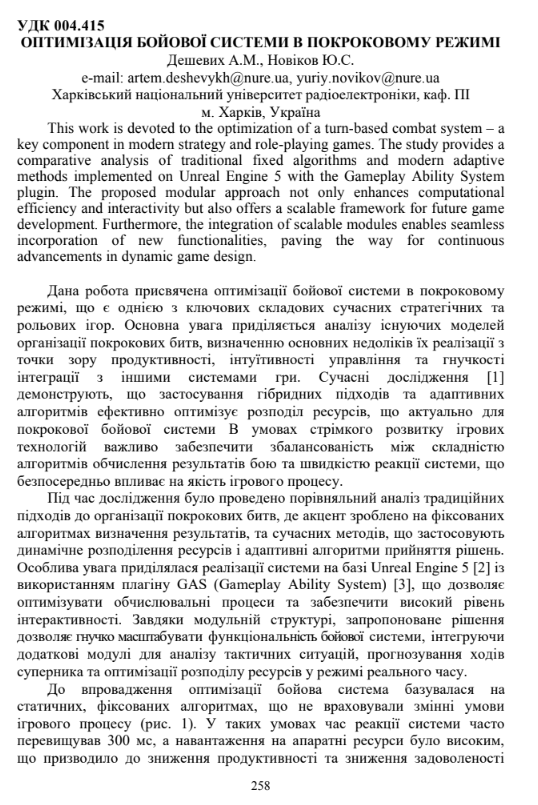 УДК 004.415
ОПТИМІЗАЦІЯ БОЙОВОЇ СИСТЕМИ В ПОКРОКОВОМУ РЕЖИМІ
Дешевих А.М., Новіков Ю.С.
e-mail: artem.deshevykh@nure.ua, yuriy.novikov@nure.ua
Харківський національний університет радіоелектроніки, каф. ПІ
м. Харків, Україна
This work is devoted to the optimization of a turn-based combat system – a
key component in modern strategy and role-playing games. The study provides a
comparative analysis of traditional fixed algorithms and modern adaptive
methods implemented on Unreal Engine 5 with the Gameplay Ability System
plugin. The proposed modular approach not only enhances computational
efficiency and interactivity but also offers a scalable framework for future game
development. Furthermore, the integration of scalable modules enables seamless
incorporation of new functionalities, paving the way for continuous
advancements in dynamic game design.
Дана робота присвячена оптимізації бойової системи в покроковому
режимі, що є однією з ключових складових сучасних стратегічних та
рольових ігор. Основна увага приділяється аналізу існуючих моделей
організації покрокових битв, визначенню основних недоліків їх реалізації з
точки зору продуктивності, інтуїтивності управління та гнучкості
інтеграції з іншими системами гри. Сучасні дослідження [1]
демонструють, що застосування гібридних підходів та адаптивних
алгоритмів ефективно оптимізує розподіл ресурсів, що актуально для
покрокової бойової системи В умовах стрімкого розвитку ігрових
технологій важливо забезпечити збалансованість між складністю
алгоритмів обчислення результатів бою та швидкістю реакції системи, що
безпосередньо впливає на якість ігрового процесу.
Під час дослідження було проведено порівняльний аналіз традиційних
підходів до організації покрокових битв, де акцент зроблено на фіксованих
алгоритмах визначення результатів, та сучасних методів, що застосовують
динамічне розподілення ресурсів і адаптивні алгоритми прийняття рішень.
Особлива увага приділялася реалізації системи на базі Unreal Engine 5 [2] із
використанням плагіну GAS (Gameplay Ability System) [3], що дозволяє
оптимізувати обчислювальні процеси та забезпечити високий рівень
інтерактивності. Завдяки модульній структурі, запропоноване рішення
дозволяє гнучко масштабувати функціональність бойової системи, інтегруючи
додаткові модулі для аналізу тактичних ситуацій, прогнозування ходів
суперника та оптимізації розподілу ресурсів у режимі реального часу.
До впровадження оптимізації бойова система базувалася на
статичних, фіксованих алгоритмах, що не враховували змінні умови
ігрового процесу (рис. 1). У таких умовах час реакції системи часто
перевищував 300 мс, а навантаження на апаратні ресурси було високим,
що призводило до зниження продуктивності та зниження задоволеності
258